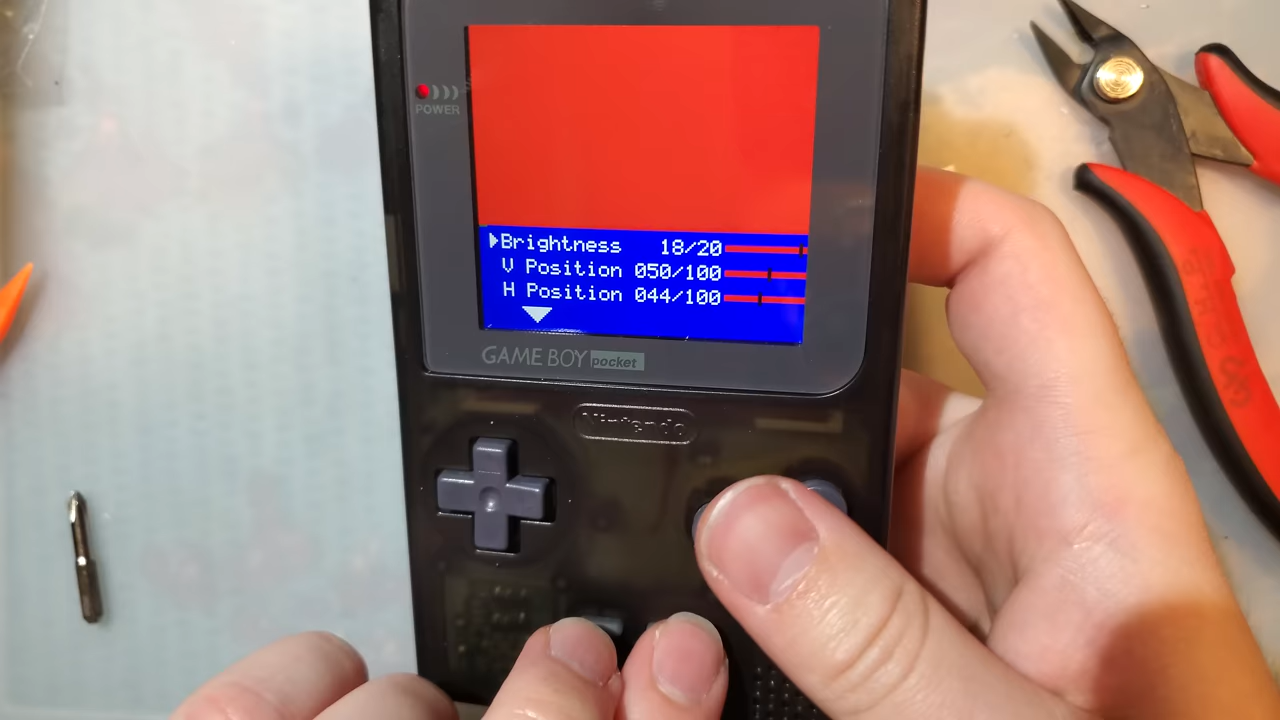 POWER
▶Brightness 18/20
V Position 050/100
H Position 044/100
GAME BOY pocket
Nintendo